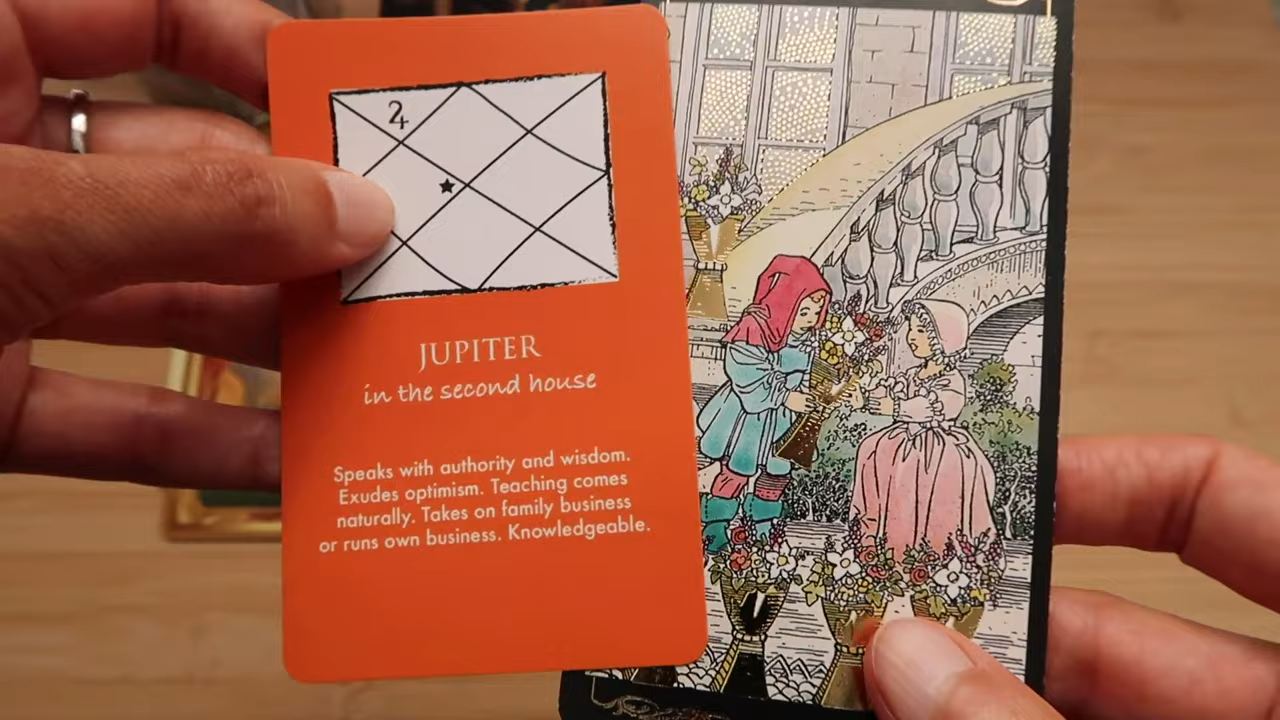 ♃
JUPITER
in the second house
Speaks with authority and wisdom.
Exudes optimism. Teaching comes
naturally. Takes on family business
or runs own business. Knowledgeable.